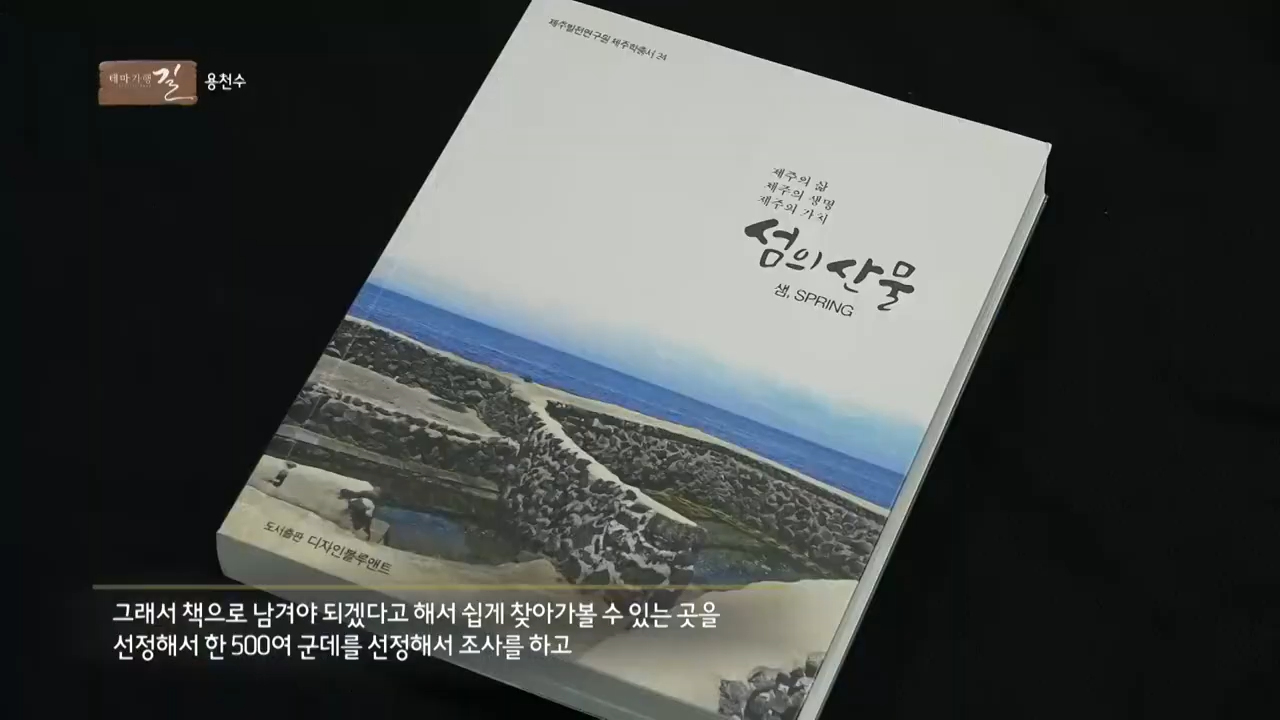 제주발전연구원 제주학총서 24
테마기행 길
용천수
제주의 삶
제주의 생명
제주의 가치
섬의 산물
샘, SPRING
도서출판 디자인블루앤트
그래서 책으로 남겨야 되겠다고 해서 쉽게 찾아가볼 수 있는 곳을
선정해서 한 500여 군데를 선정해서 조사를 하고